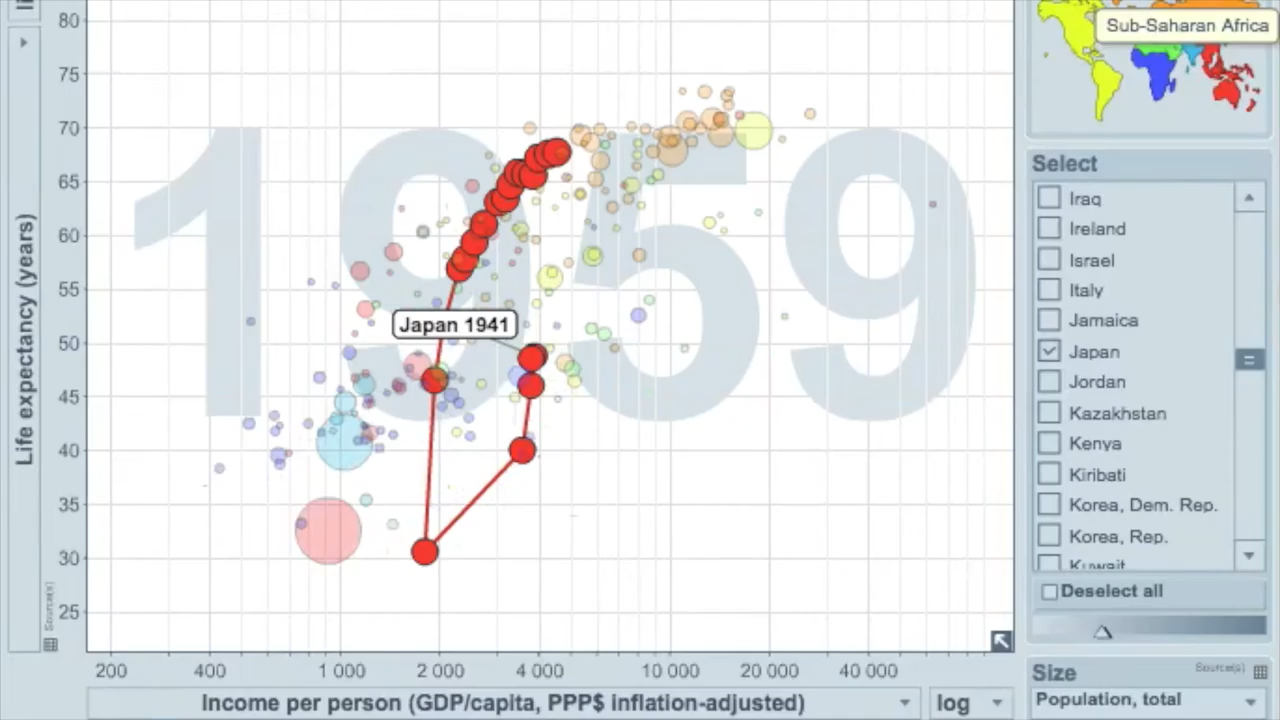 80
75
70
65
60
55
50
45
40
35
30
25
Life expectancy (years)
Source(s)
1959
Japan 1941
200
400
1 000
2 000
4 000
10 000
20 000
40 000
Income per person (GDP/capita, PPP$ inflation-adjusted)
log
Sub-Saharan Africa
Select
Iraq
Ireland
Israel
Italy
Jamaica
Japan
Jordan
Kazakhstan
Kenya
Kiribati
Korea, Dem. Rep.
Korea, Rep.
Kuwait
Deselect all
Size
Source(s)
Population, total